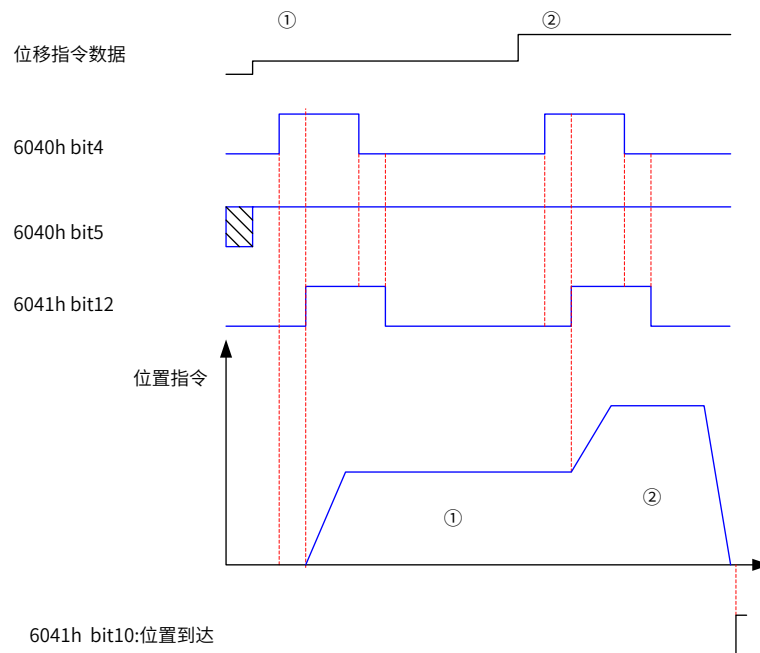 ① ②
位移指令数据
6040h bit4
6040h bit5
6041h bit12
位置指令
① ②
6041h bit10:位置到达